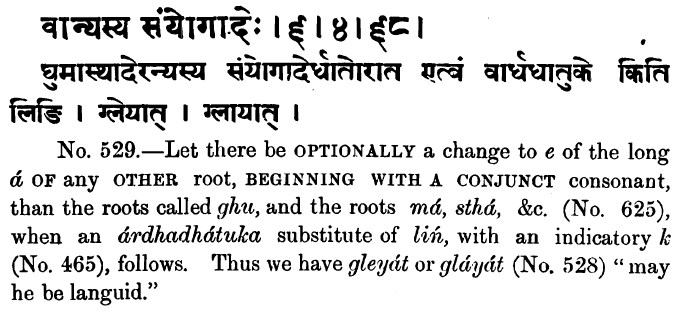 वान्यस्य संयोगादेः । ६ । ४ । ६८ ।
घुमास्थादेरन्यस्य संयोगादेर्धातोरात एत्वं वार्धधातुके किति
लिङि । ग्लेयात् । ग्लायात् ।
No. 529.—Let there be OPTIONALLY a change to e of the long
á OF any OTHER root, BEGINNING WITH A CONJUNCT consonant,
than the roots called ghu, and the roots má, sthá, &c. (No. 625),
when an árdhadhátuka substitute of liń, with an indicatory k
(No. 465), follows. Thus we have gleyát or gláyát (No. 528) “may
he be languid.”